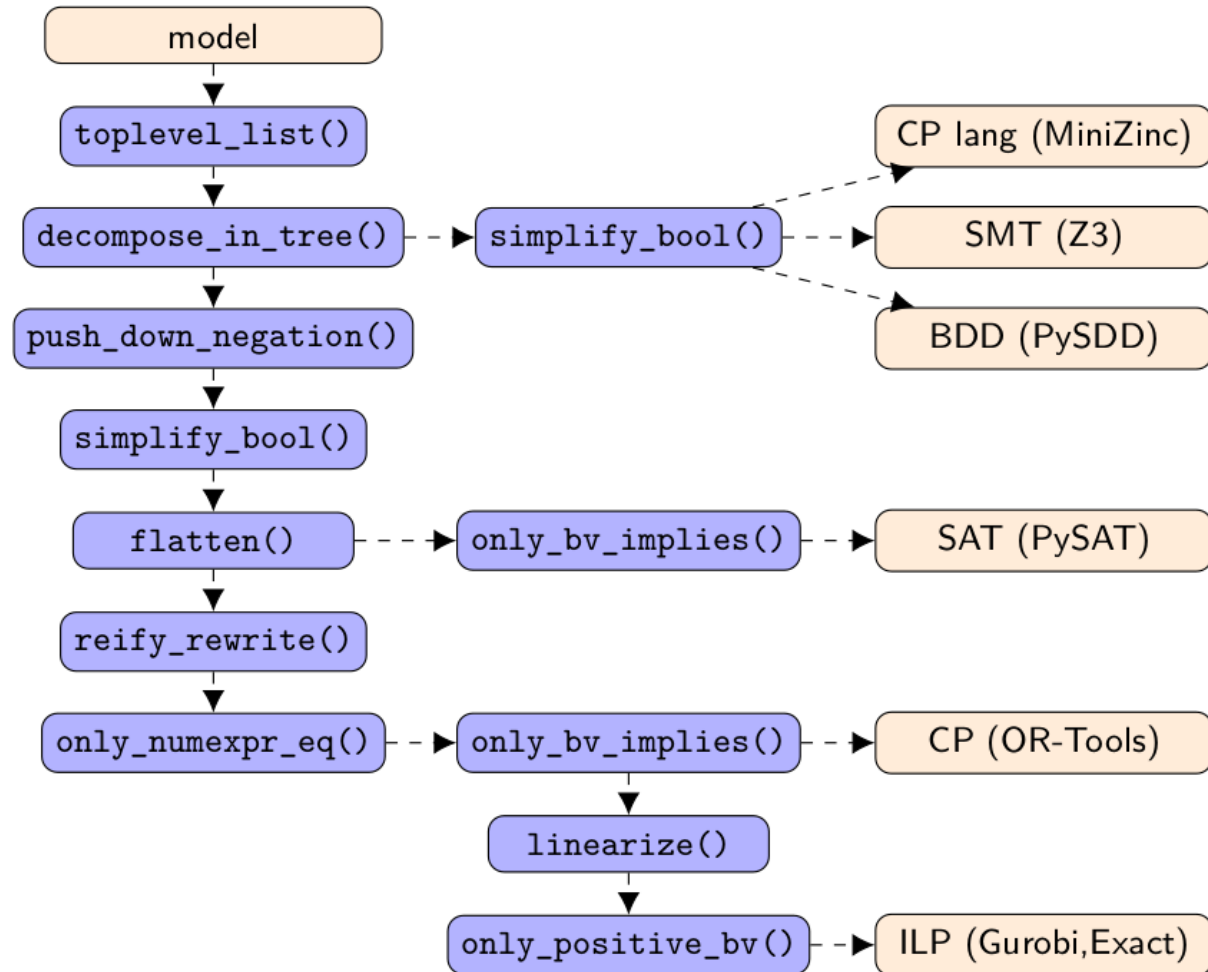 model
toplevel_list()
CP lang (MiniZinc)
decompose_in_tree()
simplify_bool()
SMT (Z3)
push_down_negation()
BDD (PySDD)
simplify_bool()
flatten()
only_bv_implies()
SAT (PySAT)
reify_rewrite()
only_numexpr_eq()
only_bv_implies()
CP (OR-Tools)
linearize()
only_positive_bv()
ILP (Gurobi,Exact)